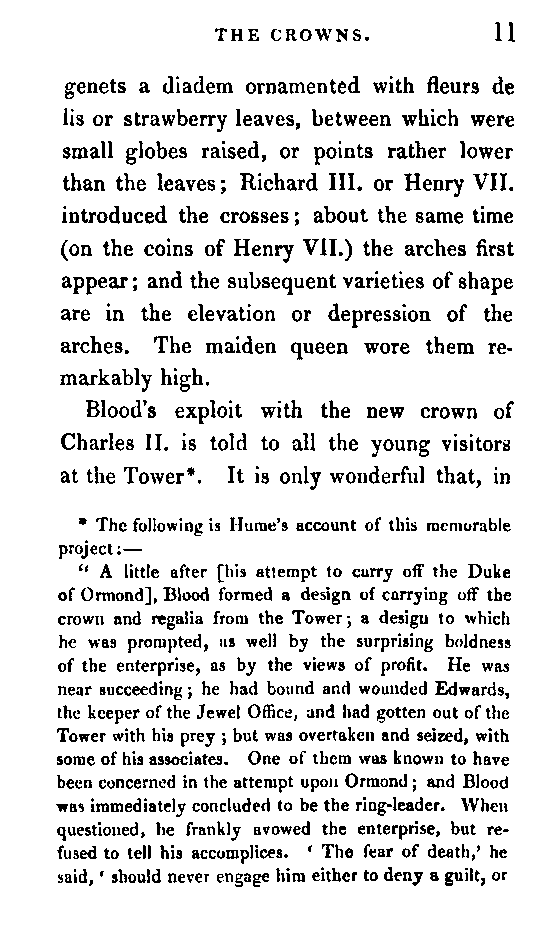 THE CROWNS. 11
genets a diadem ornamented with fleurs de
lis or strawberry leaves, between which were
small globes raised, or points rather lower
than the leaves; Richard III. or Henry VII.
introduced the crosses; about the same time
(on the coins of Henry VII.) the arches first
appear; and the subsequent varieties of shape
are in the elevation or depression of the
arches. The maiden queen wore them re-
markably high.
Blood's exploit with the new crown of
Charles II. is told to all the young visitors
at the Tower*. It is only wonderful that, in
* The following is Hume's account of this memorable
project:—
“ A little after [his attempt to carry off the Duke
of Ormond], Blood formed a design of carrying off the
crown and regalia from the Tower; a design to which
he was prompted, as well by the surprising boldness
of the enterprise, as by the views of profit. He was
near succeeding; he had bound and wounded Edwards,
the keeper of the Jewel Office, and had gotten out of the
Tower with his prey; but was overtaken and seized, with
some of his associates. One of them was known to have
been concerned in the attempt upon Ormond; and Blood
was immediately concluded to be the ring-leader. When
questioned, he frankly avowed the enterprise, but re-
fused to tell his accomplices. ‘ The fear of death,’ he
said, ‘ should never engage him either to deny a guilt, or